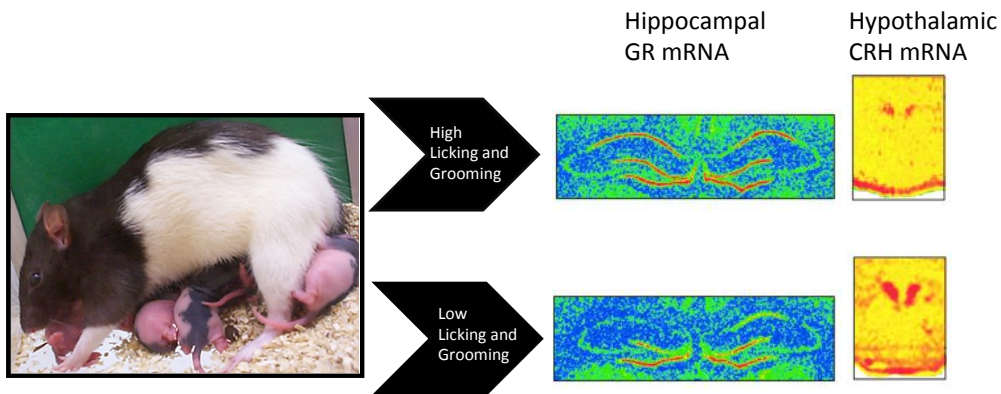 Hippocampal
GR mRNA
Hypothalamic
CRH mRNA
High
Licking and
Grooming
Low
Licking and
Grooming